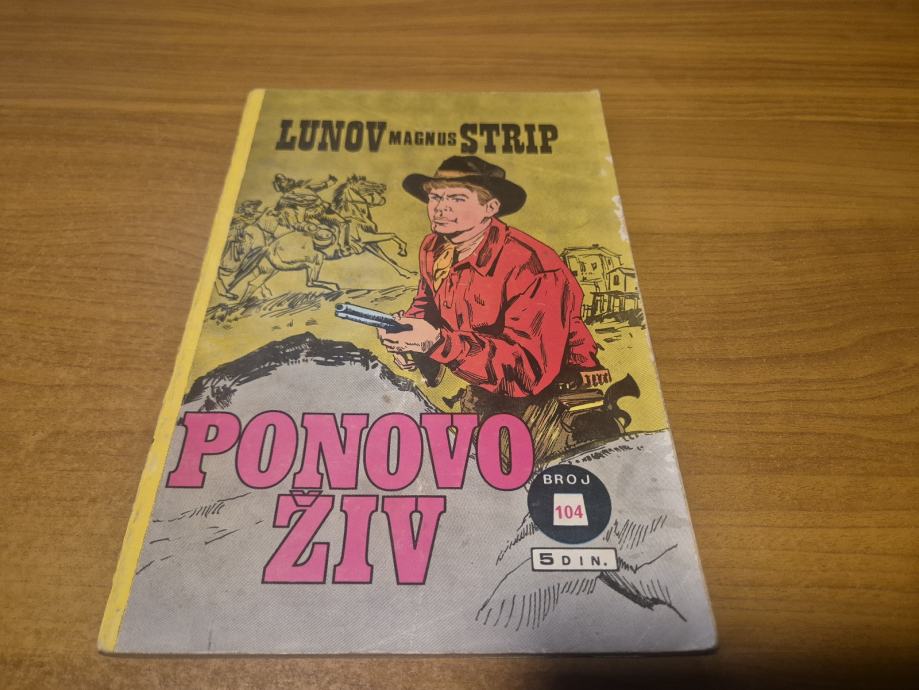 LUNOV MAGNUS STRIP
PONOVO
ŽIV
BROJ
104
5 DIN.